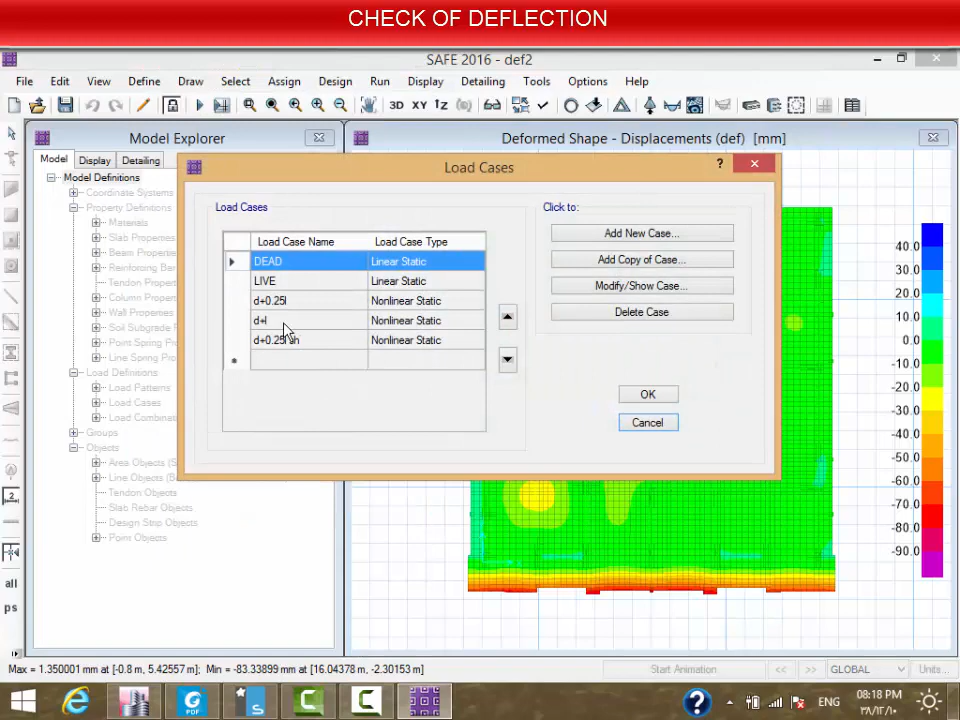 CHECK OF DEFLECTION
SAFE 2016 - def2
File Edit View Define Draw Select Assign Design Run Display Detailing Tools Options Help
3D XY
Model Explorer
Deformed Shape - Displacements (def) [mm]
Model Display Detailing
Model Definitions
Coordinate Systems
Property Definitions
Materials
Slab Properties
Beam Properties
Reinforcing Bar
Tendon Properties
Column Properties
Wall Properties
Soil Subgrade
Point Spring
Line Spring
Load Definitions
Load Patterns
Load Cases
Load Combinat
Groups
Objects
Area Objects (S
Line Objects (B
Tendon Objects
Slab Rebar Objects
Design Strip Objects
Point Objects
Load Cases
?
Load Cases
Load Case Name Load Case Type
DEAD Linear Static
LIVE Linear Static
d+0.25l Nonlinear Static
d+l Nonlinear Static
Nonlinear Static
*
Click to:
Add New Case...
Add Copy of Case...
Modify/Show Case...
Delete Case
OK
Cancel
40.0
30.0
20.0
10.0
0.0
-10.0
-20.0
-30.0
-40.0
-50.0
-60.0
-70.0
-80.0
-90.0
all
ps
Max = 1.350001 mm at [-0.8 m, 5.42557 m]; Min = -83.33899 mm at [16.04378 m, -2.30153 m]
Start Animation << >> GLOBAL Units...
PDF
S
C
C
?
ENG
08:18 PM
٣٨/١٢/١٠